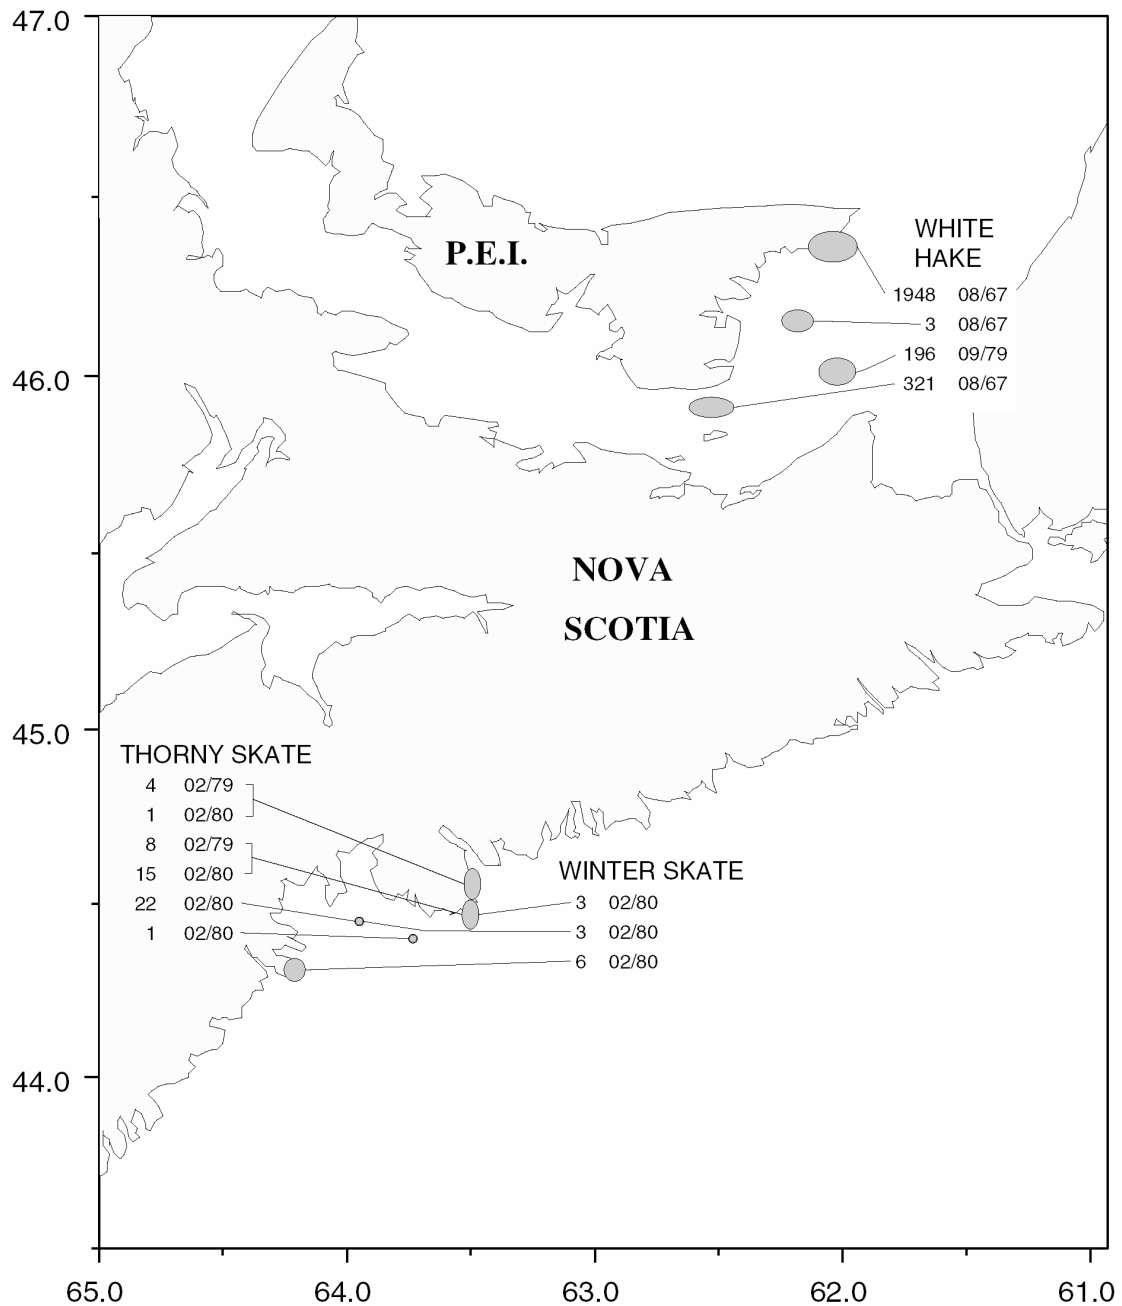 47.0
P.E.I.
WHITE
HAKE
1948 08/67
3 08/67
196 09/79
321 08/67
46.0
NOVA
SCOTIA
45.0
THORNY SKATE
4 02/79
1 02/80
8 02/79
15 02/80
22 02/80
1 02/80
WINTER SKATE
3 02/80
3 02/80
6 02/80
44.0
65.0 64.0 63.0 62.0 61.0